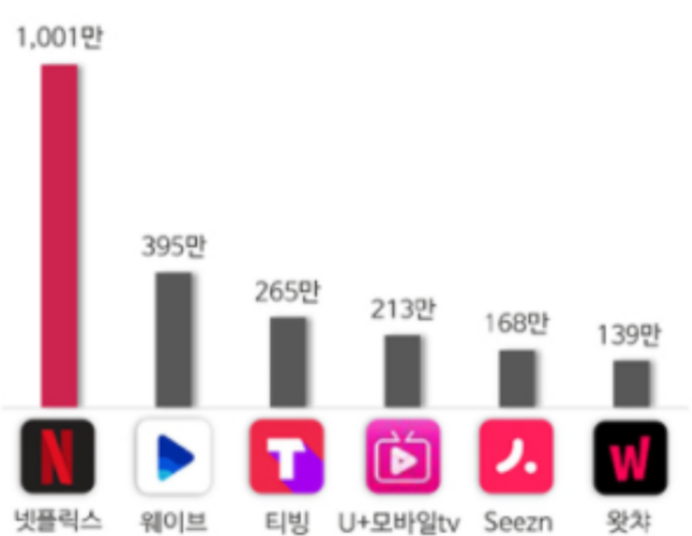 1,001만
395만
265만
213만
168만
139만
N
T
W
넷플릭스
웨이브
티빙
U+모바일tv
Seezn
왓챠